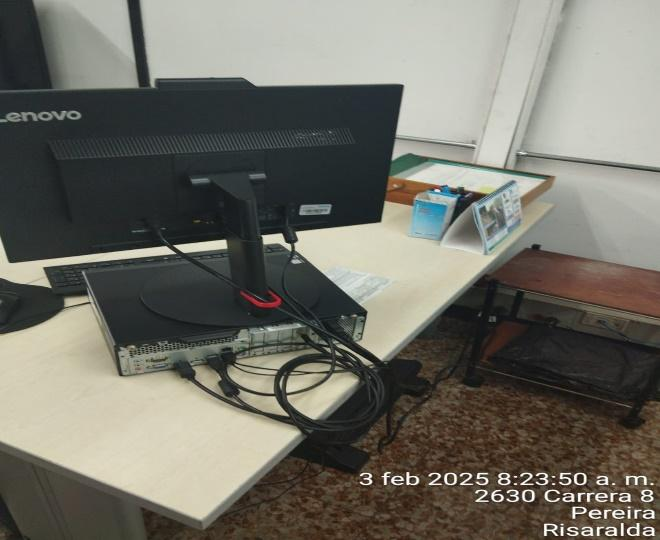 Lenovo
3 feb 2025 8:23:50 a. m.
2630 Carrera 8
Pereira
Risaralda